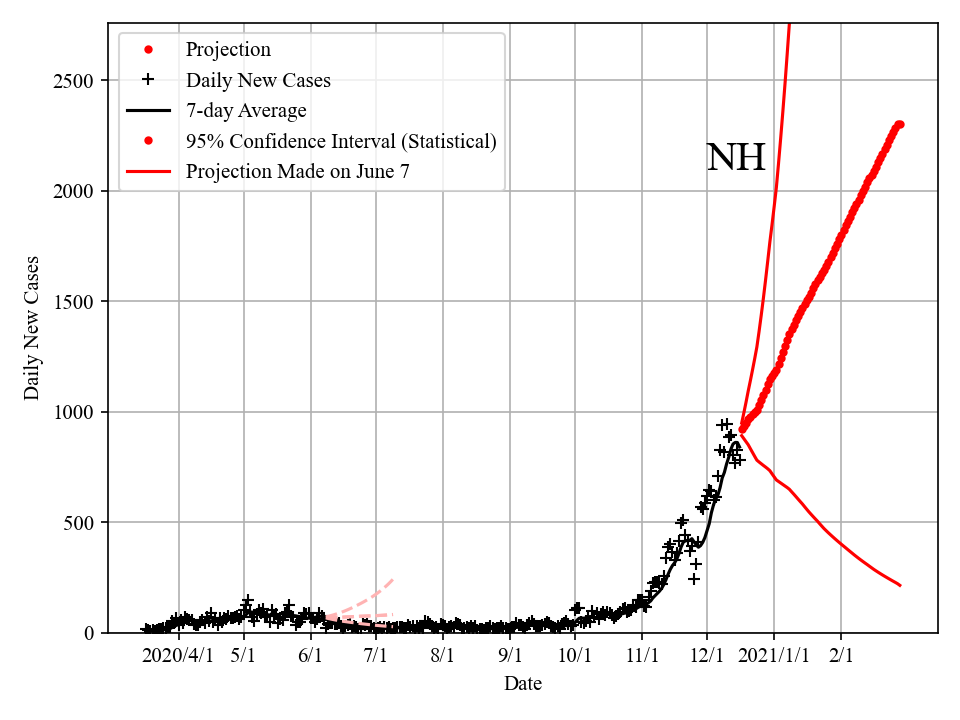 Projection
Daily New Cases
7-day Average
95% Confidence Interval (Statistical)
Projection Made on June 7
NH
2500
2000
1500
1000
500
0
Daily New Cases
2020/4/1 5/1 6/1 7/1 8/1 9/1 10/1 11/1 12/1 2021/1/1 2/1
Date